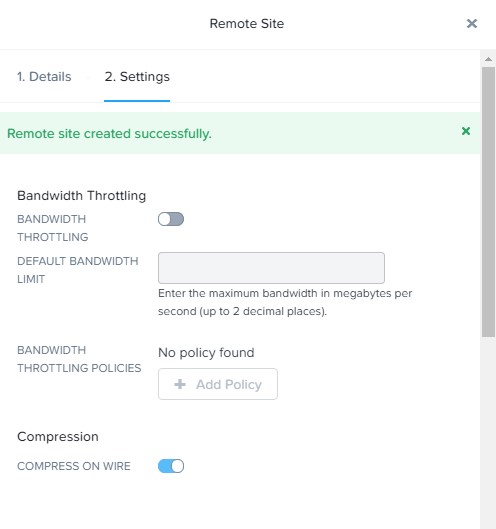 Remote Site
1. Details
2. Settings
Remote site created successfully.
Bandwidth Throttling
BANDWIDTH
THROTTLING
DEFAULT BANDWIDTH
LIMIT
Enter the maximum bandwidth in megabytes per
second (up to 2 decimal places).
BANDWIDTH
THROTTLING POLICIES
No policy found
+ Add Policy
Compression
COMPRESS ON WIRE